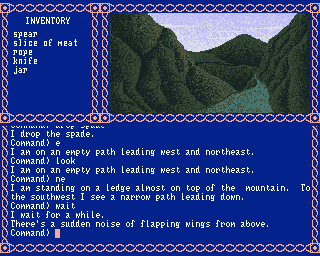 INVENTORY
spear
slice of meat
rope
knife
jar
Command) drop spade
I drop the spade.
Command) e
I am on an empty path leading west and northeast.
Command) look
I am on an empty path leading west and northeast.
Command) ne
I am standing on a ledge almost on top of the  mountain.  To
the southwest I see a narrow path leading down.
Command) wait
I wait for a while.
There's a sudden noise of flapping wings from above.
Command)